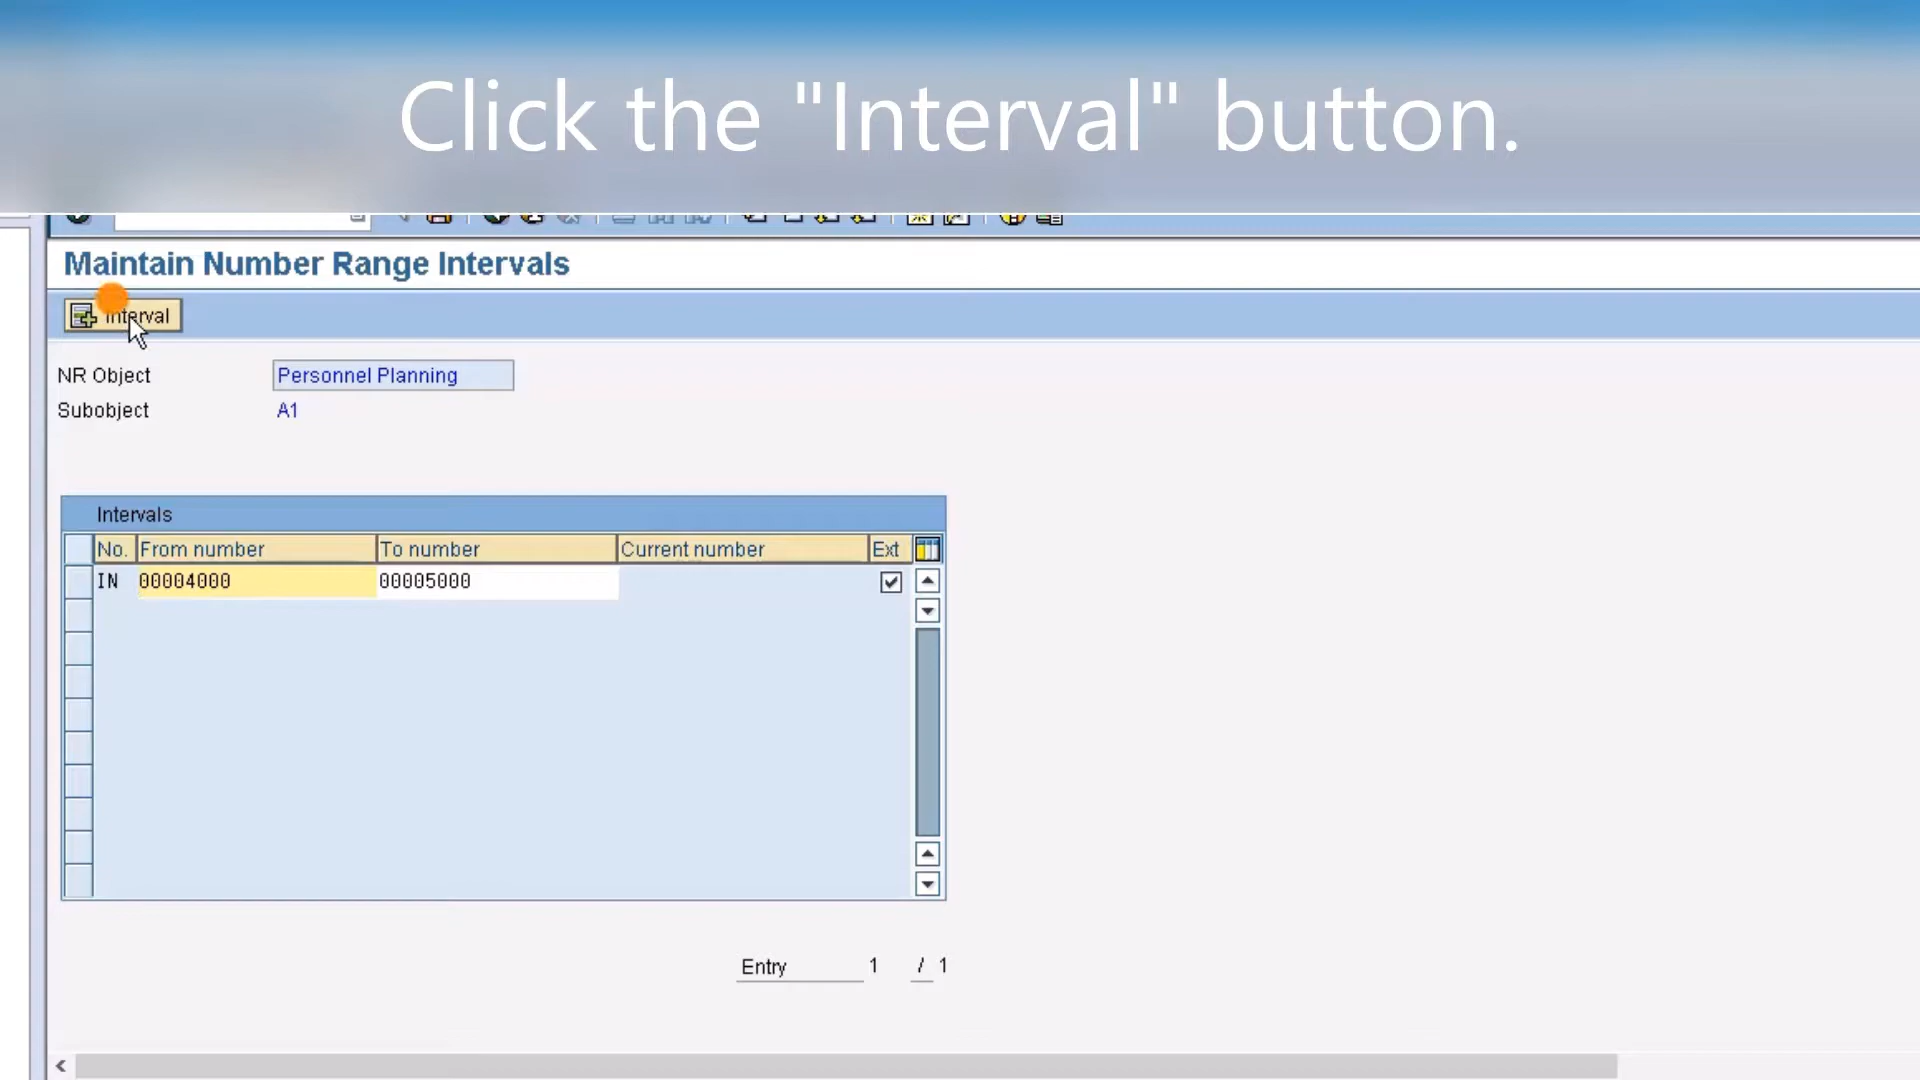 Click the "Interval" button.
Maintain Number Range Intervals
Interval
NR Object Personnel Planning
Subobject A1
Intervals
No. From number To number Current number Ext
IN 00004000 00005000
Entry 1 / 1